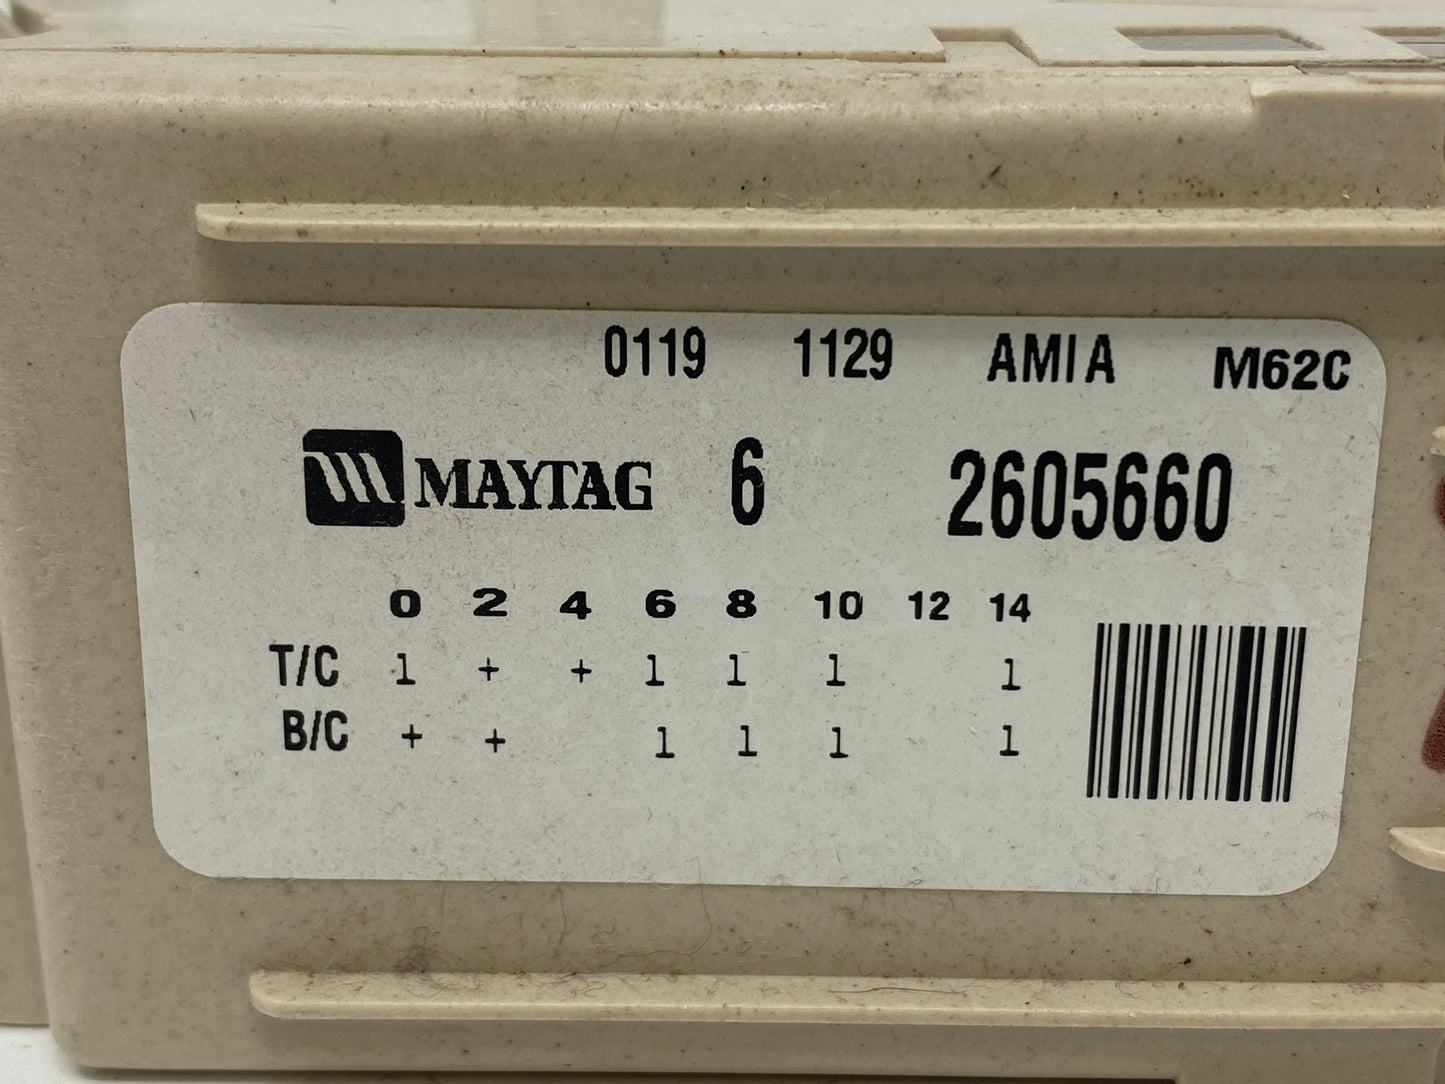 0119 1129 AMIA M62C
MAYTAG 6 2605660
0 2 4 6 8 10 12 14
T/C 1 + + 1 1 1 1
B/C + + 1 1 1 1